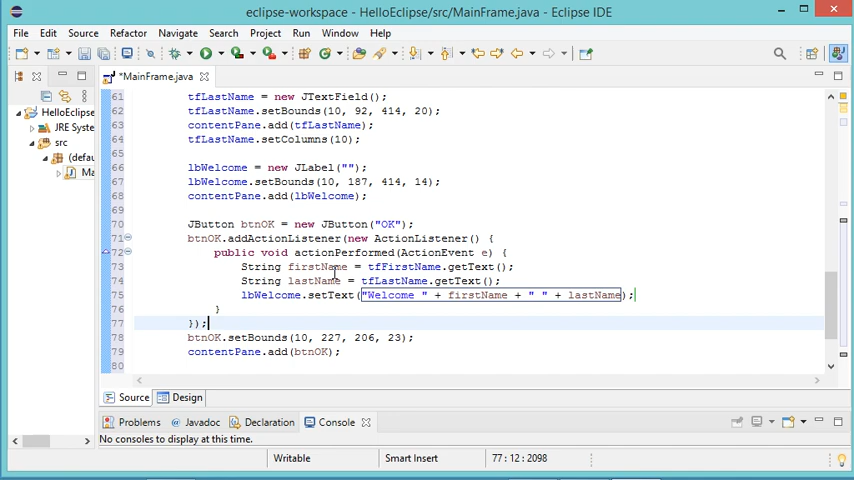 eclipse-workspace - HelloEclipse/src/MainFrame.java - Eclipse IDE
File Edit Source Refactor Navigate Search Project Run Window Help
*MainFrame.java
HelloEclipse
JRE Syste
src
(defau
Ma
61 tfLastName = new JTextField();
62 tfLastName.setBounds(10, 92, 414, 20);
63 contentPane.add(tfLastName);
64 tfLastName.setColumns(10);
65
66 lbWelcome = new JLabel("");
67 lbWelcome.setBounds(10, 187, 414, 14);
68 contentPane.add(lbWelcome);
69
70 JButton btnOK = new JButton("OK");
71 btnOK.addActionListener(new ActionListener() {
72 public void actionPerformed(ActionEvent e) {
73 String firstName = tfFirstName.getText();
74 String lastName = tfLastName.getText();
75 lbWelcome.setText("Welcome " + firstName + " " + lastName);
76 }
77 });
78 btnOK.setBounds(10, 227, 206, 23);
79 contentPane.add(btnOK);
80
Source Design
Problems Javadoc Declaration Console
No consoles to display at this time.
Writable Smart Insert 77 : 12 : 2098